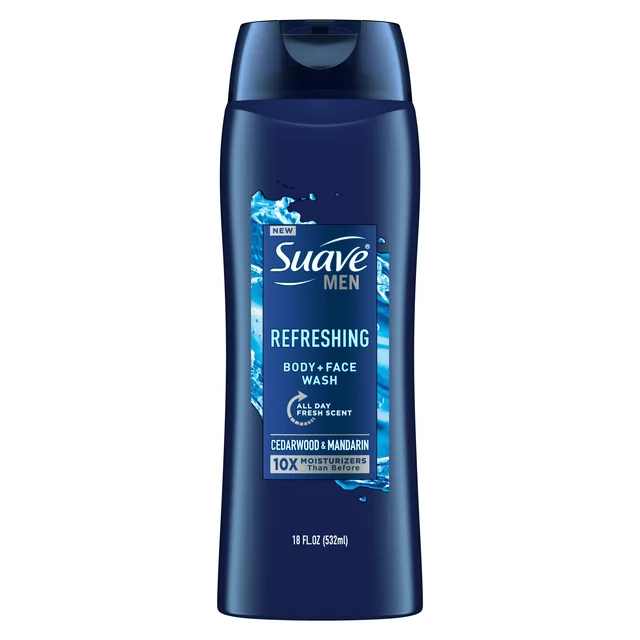 NEW
Suave®
MEN
REFRESHING
BODY + FACE
WASH
ALL DAY
FRESH SCENT
CEDARWOOD & MANDARIN
10X MOISTURIZERS
Than Before
18 FL.OZ (532ml)